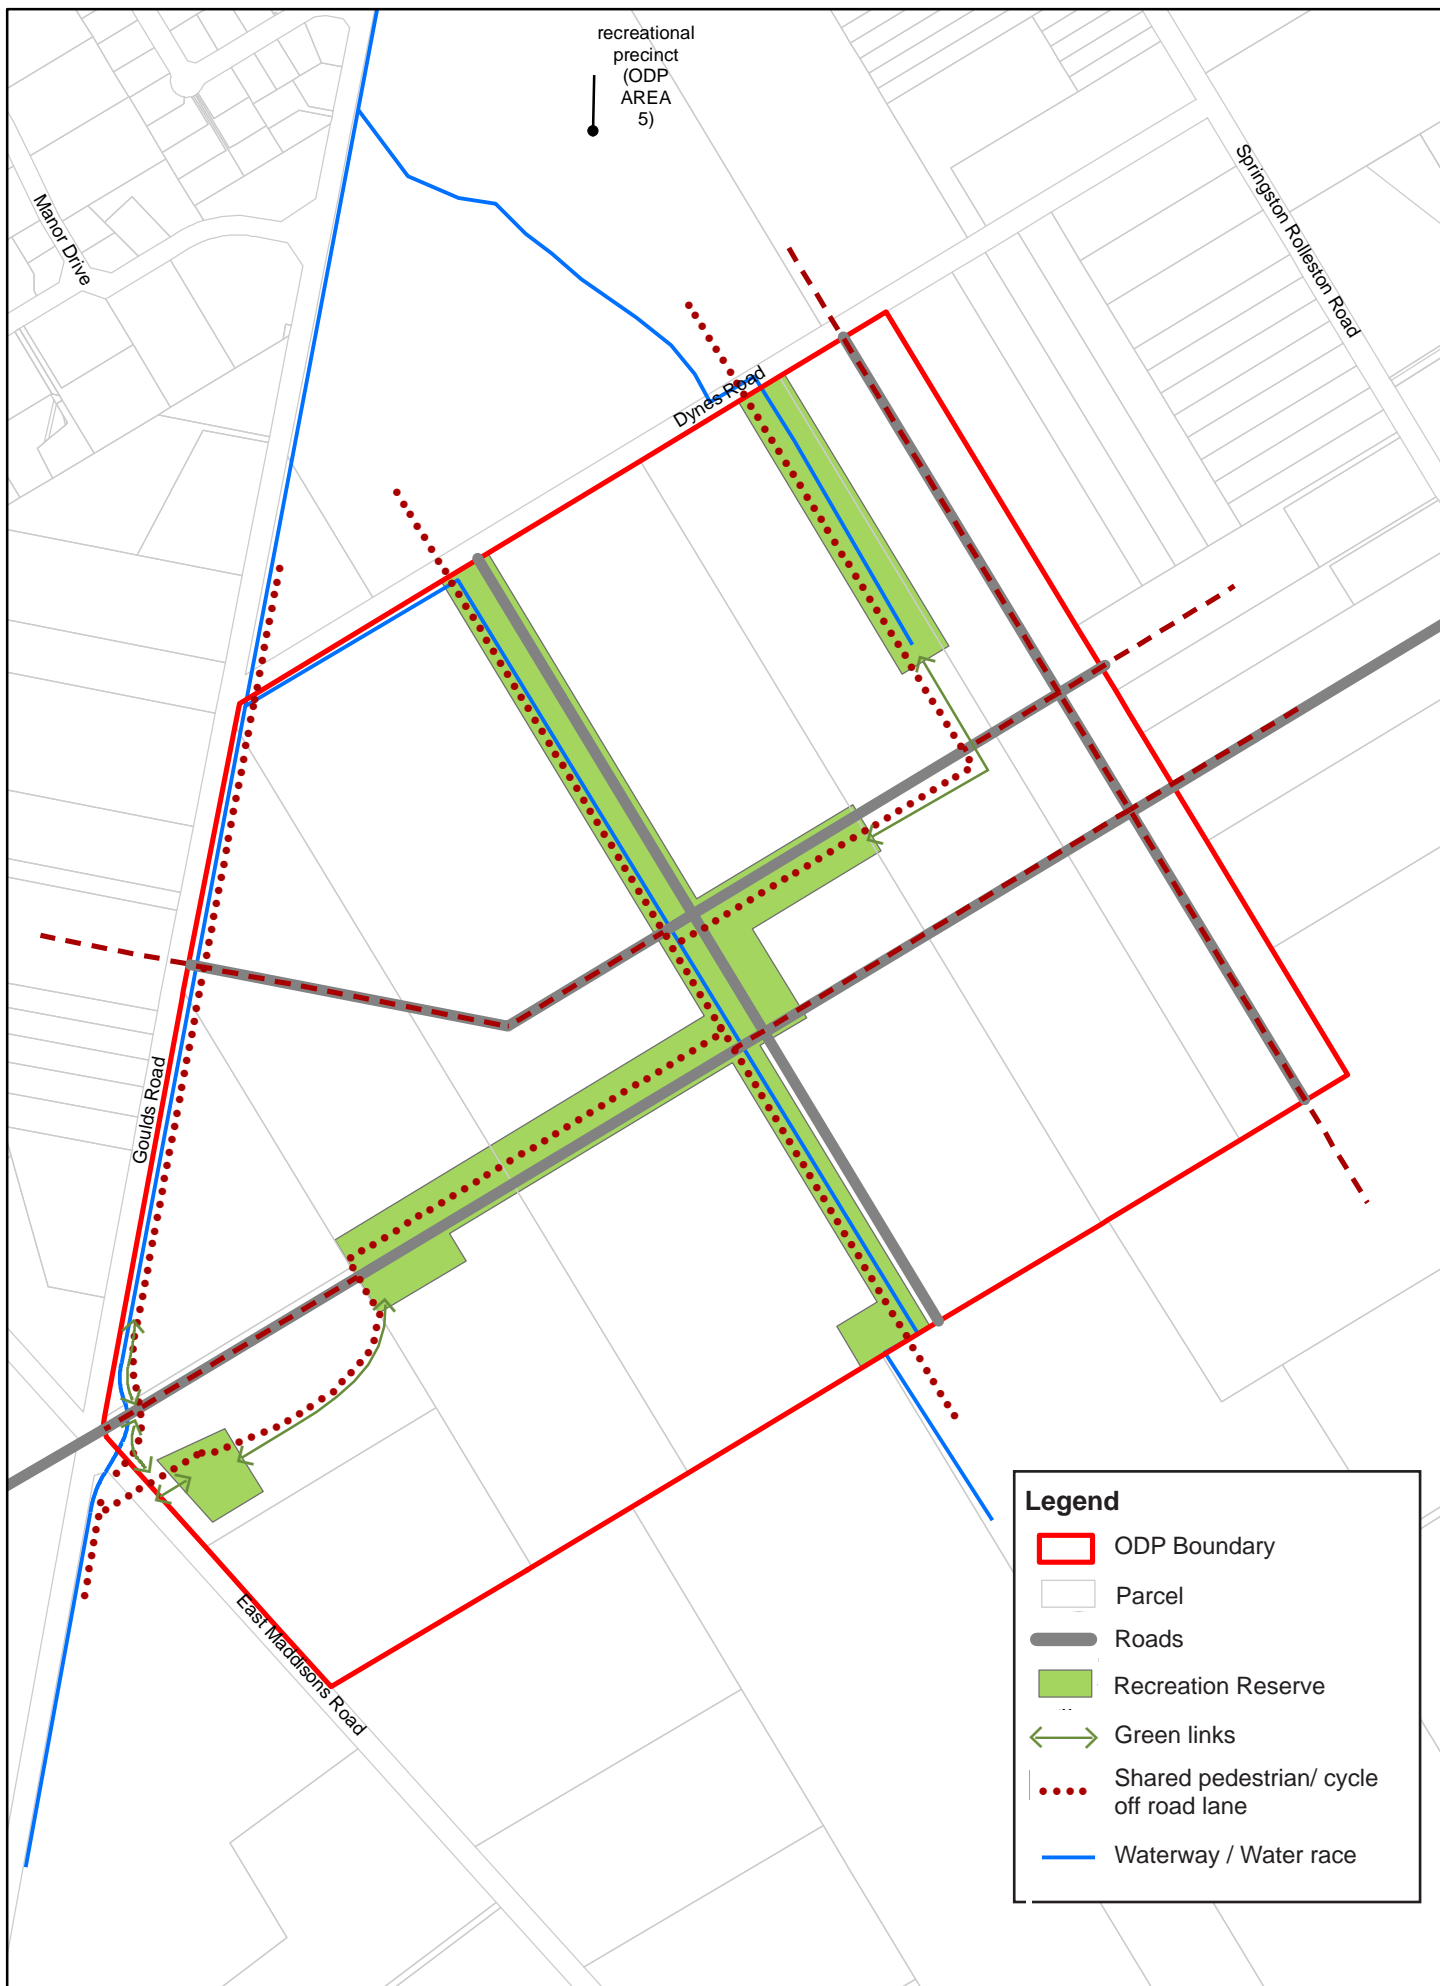 recreational
precinct
(ODP
AREA
5)
Manor Drive
Springston Rolleston Road
Dynes Road
Goulds Road
East Maddisons Road
Legend
ODP Boundary
Parcel
Roads
Recreation Reserve
Green links
Shared pedestrian/ cycle
off road lane
Waterway / Water race